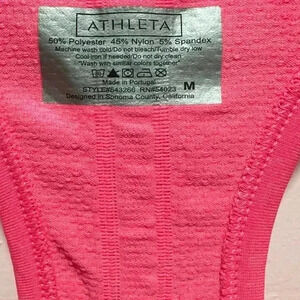 ATHLETA
50% Polyester 45% Nylon 5% Spandex
Machine wash cold/Do not bleach/Tumble dry low
Cool iron if needed/Do not dry clean
"Wash with similar colors together"
Made in Portugal
STYLE#543266 RN#54023 M
Designed in Sonoma County, California